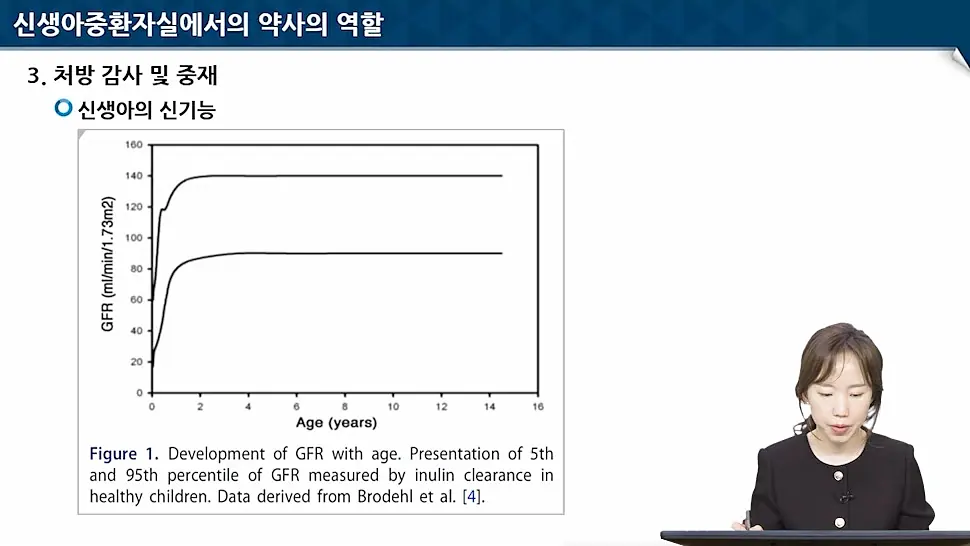 신생아중환자실에서의 약사의 역할
3. 처방 감사 및 중재
신생아의 신기능
160
140
120
100
80
60
40
20
0
GFR (ml/min/1.73m2)
0 2 4 6 8 10 12 14 16
Age (years)
Figure 1. Development of GFR with age. Presentation of 5th
and 95th percentile of GFR measured by inulin clearance in
healthy children. Data derived from Brodehl et al. [4].